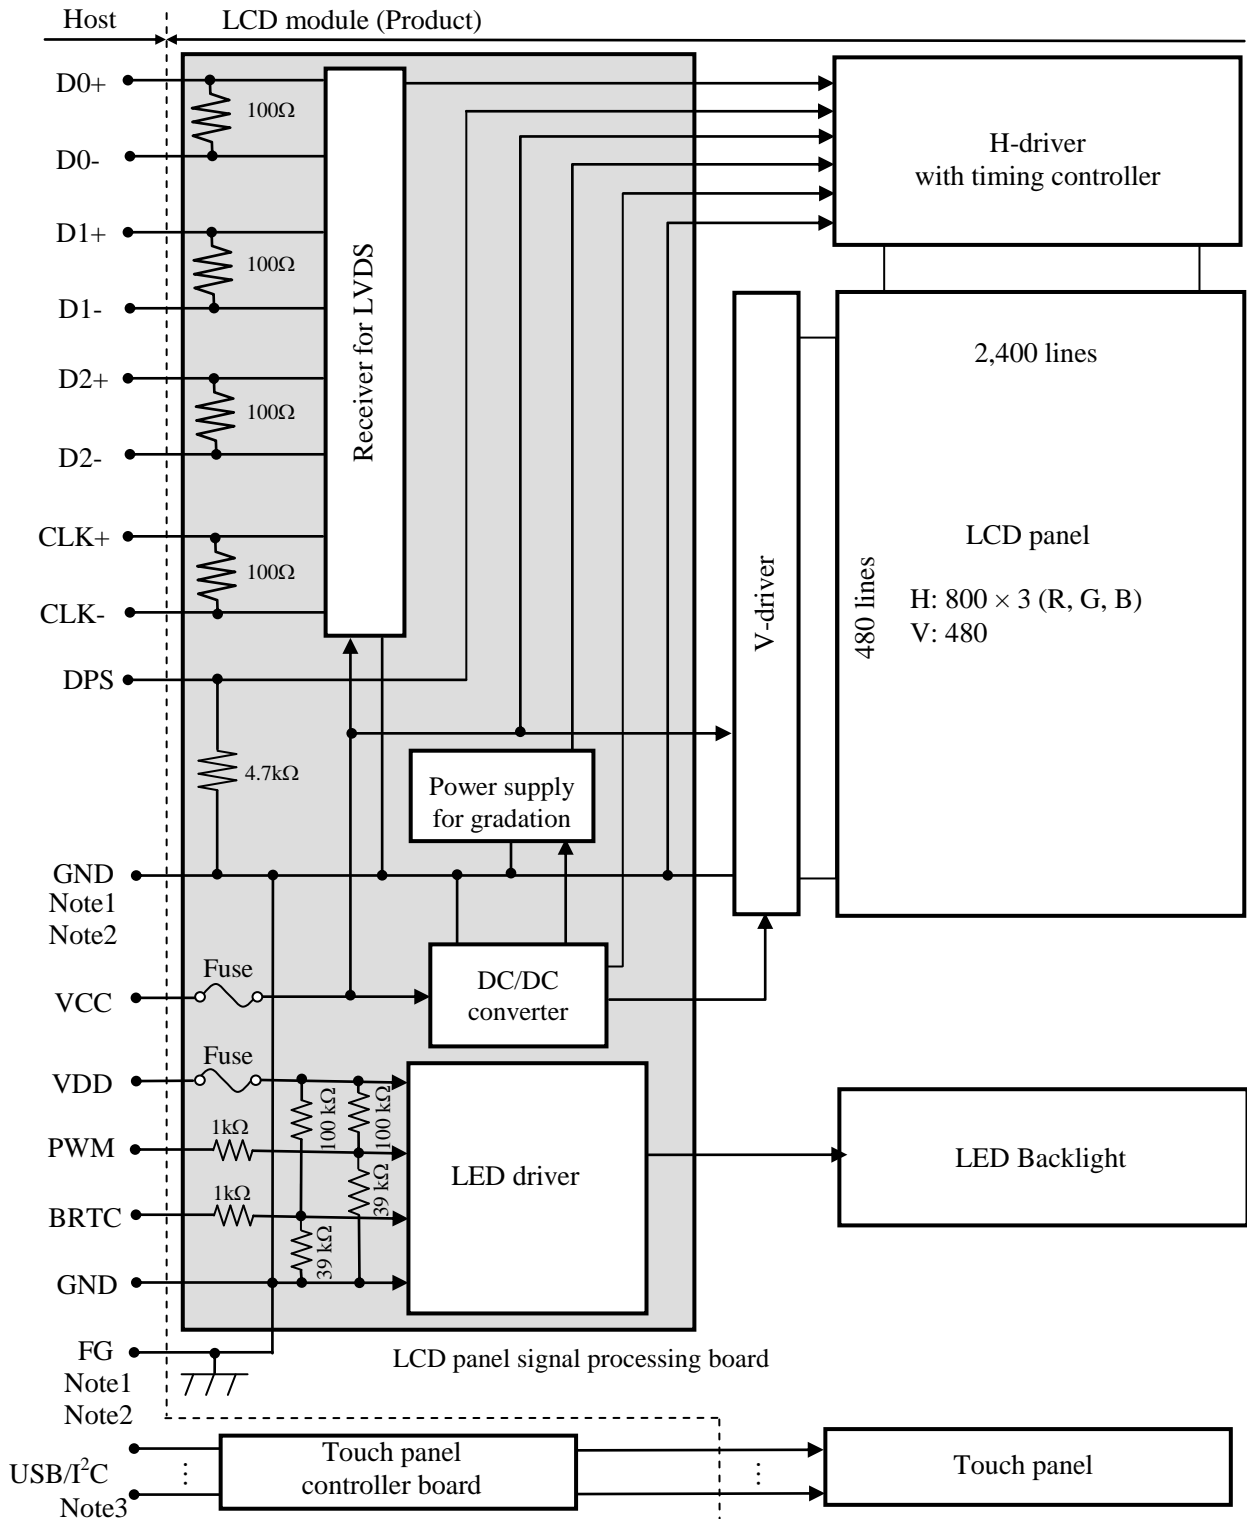 Host
LCD module (Product)
D0+
100Ω
D0-
D1+
100Ω
D1-
D2+
100Ω
D2-
CLK+
100Ω
CLK-
DPS
4.7kΩ
GND
Note1
Note2
Fuse
VCC
Fuse
VDD
1kΩ
PWM
1kΩ
BRTC
GND
100 kΩ
100 kΩ
39 kΩ
39 kΩ
FG
Note1
Note2
Receiver for LVDS
Power supply
for gradation
DC/DC
converter
LED driver
LCD panel signal processing board
H-driver
with timing controller
V-driver
2,400 lines
480 lines
LCD panel
H: 800 × 3 (R, G, B)
V: 480
LED Backlight
USB/I²C
Note3
⋮
Touch panel
controller board
⋮
Touch panel